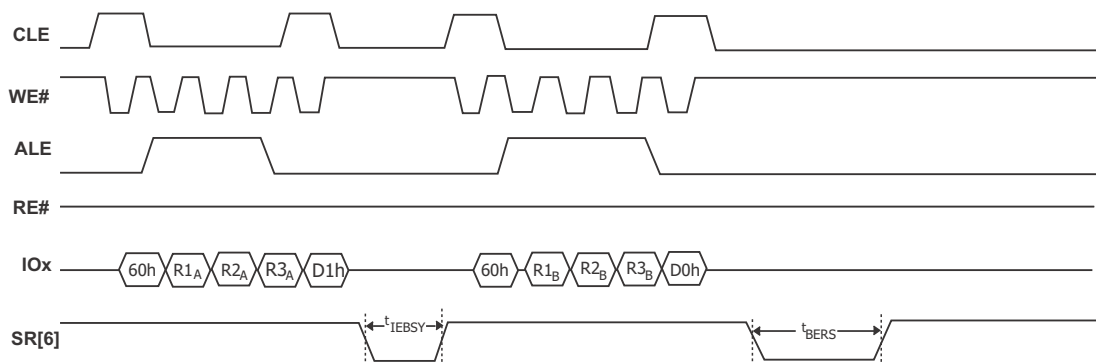 CLE
WE#
ALE
RE#
IOx 60h R1A R2A R3A D1h 60h R1B R2B R3B D0h
SR[6] tIEBSY tBERS